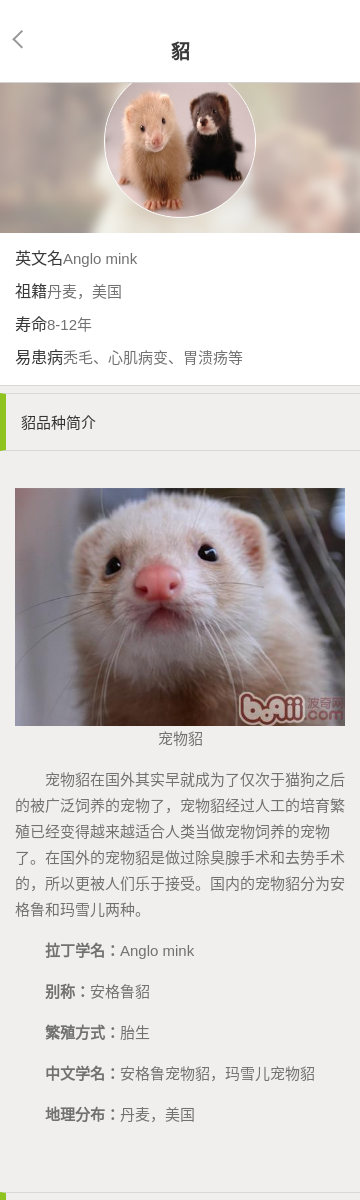 貂
英文名Anglo mink
祖籍丹麦，美国
寿命8-12年
易患病秃毛、心肌病变、胃溃疡等
貂品种简介
boqii 波奇网
.com
宠物貂
宠物貂在国外其实早就成为了仅次于猫狗之后
的被广泛饲养的宠物了，宠物貂经过人工的培育繁
殖已经变得越来越适合人类当做宠物饲养的宠物
了。在国外的宠物貂是做过除臭腺手术和去势手术
的，所以更被人们乐于接受。国内的宠物貂分为安
格鲁和玛雪儿两种。
拉丁学名：Anglo mink
别称：安格鲁貂
繁殖方式：胎生
中文学名：安格鲁宠物貂，玛雪儿宠物貂
地理分布：丹麦，美国